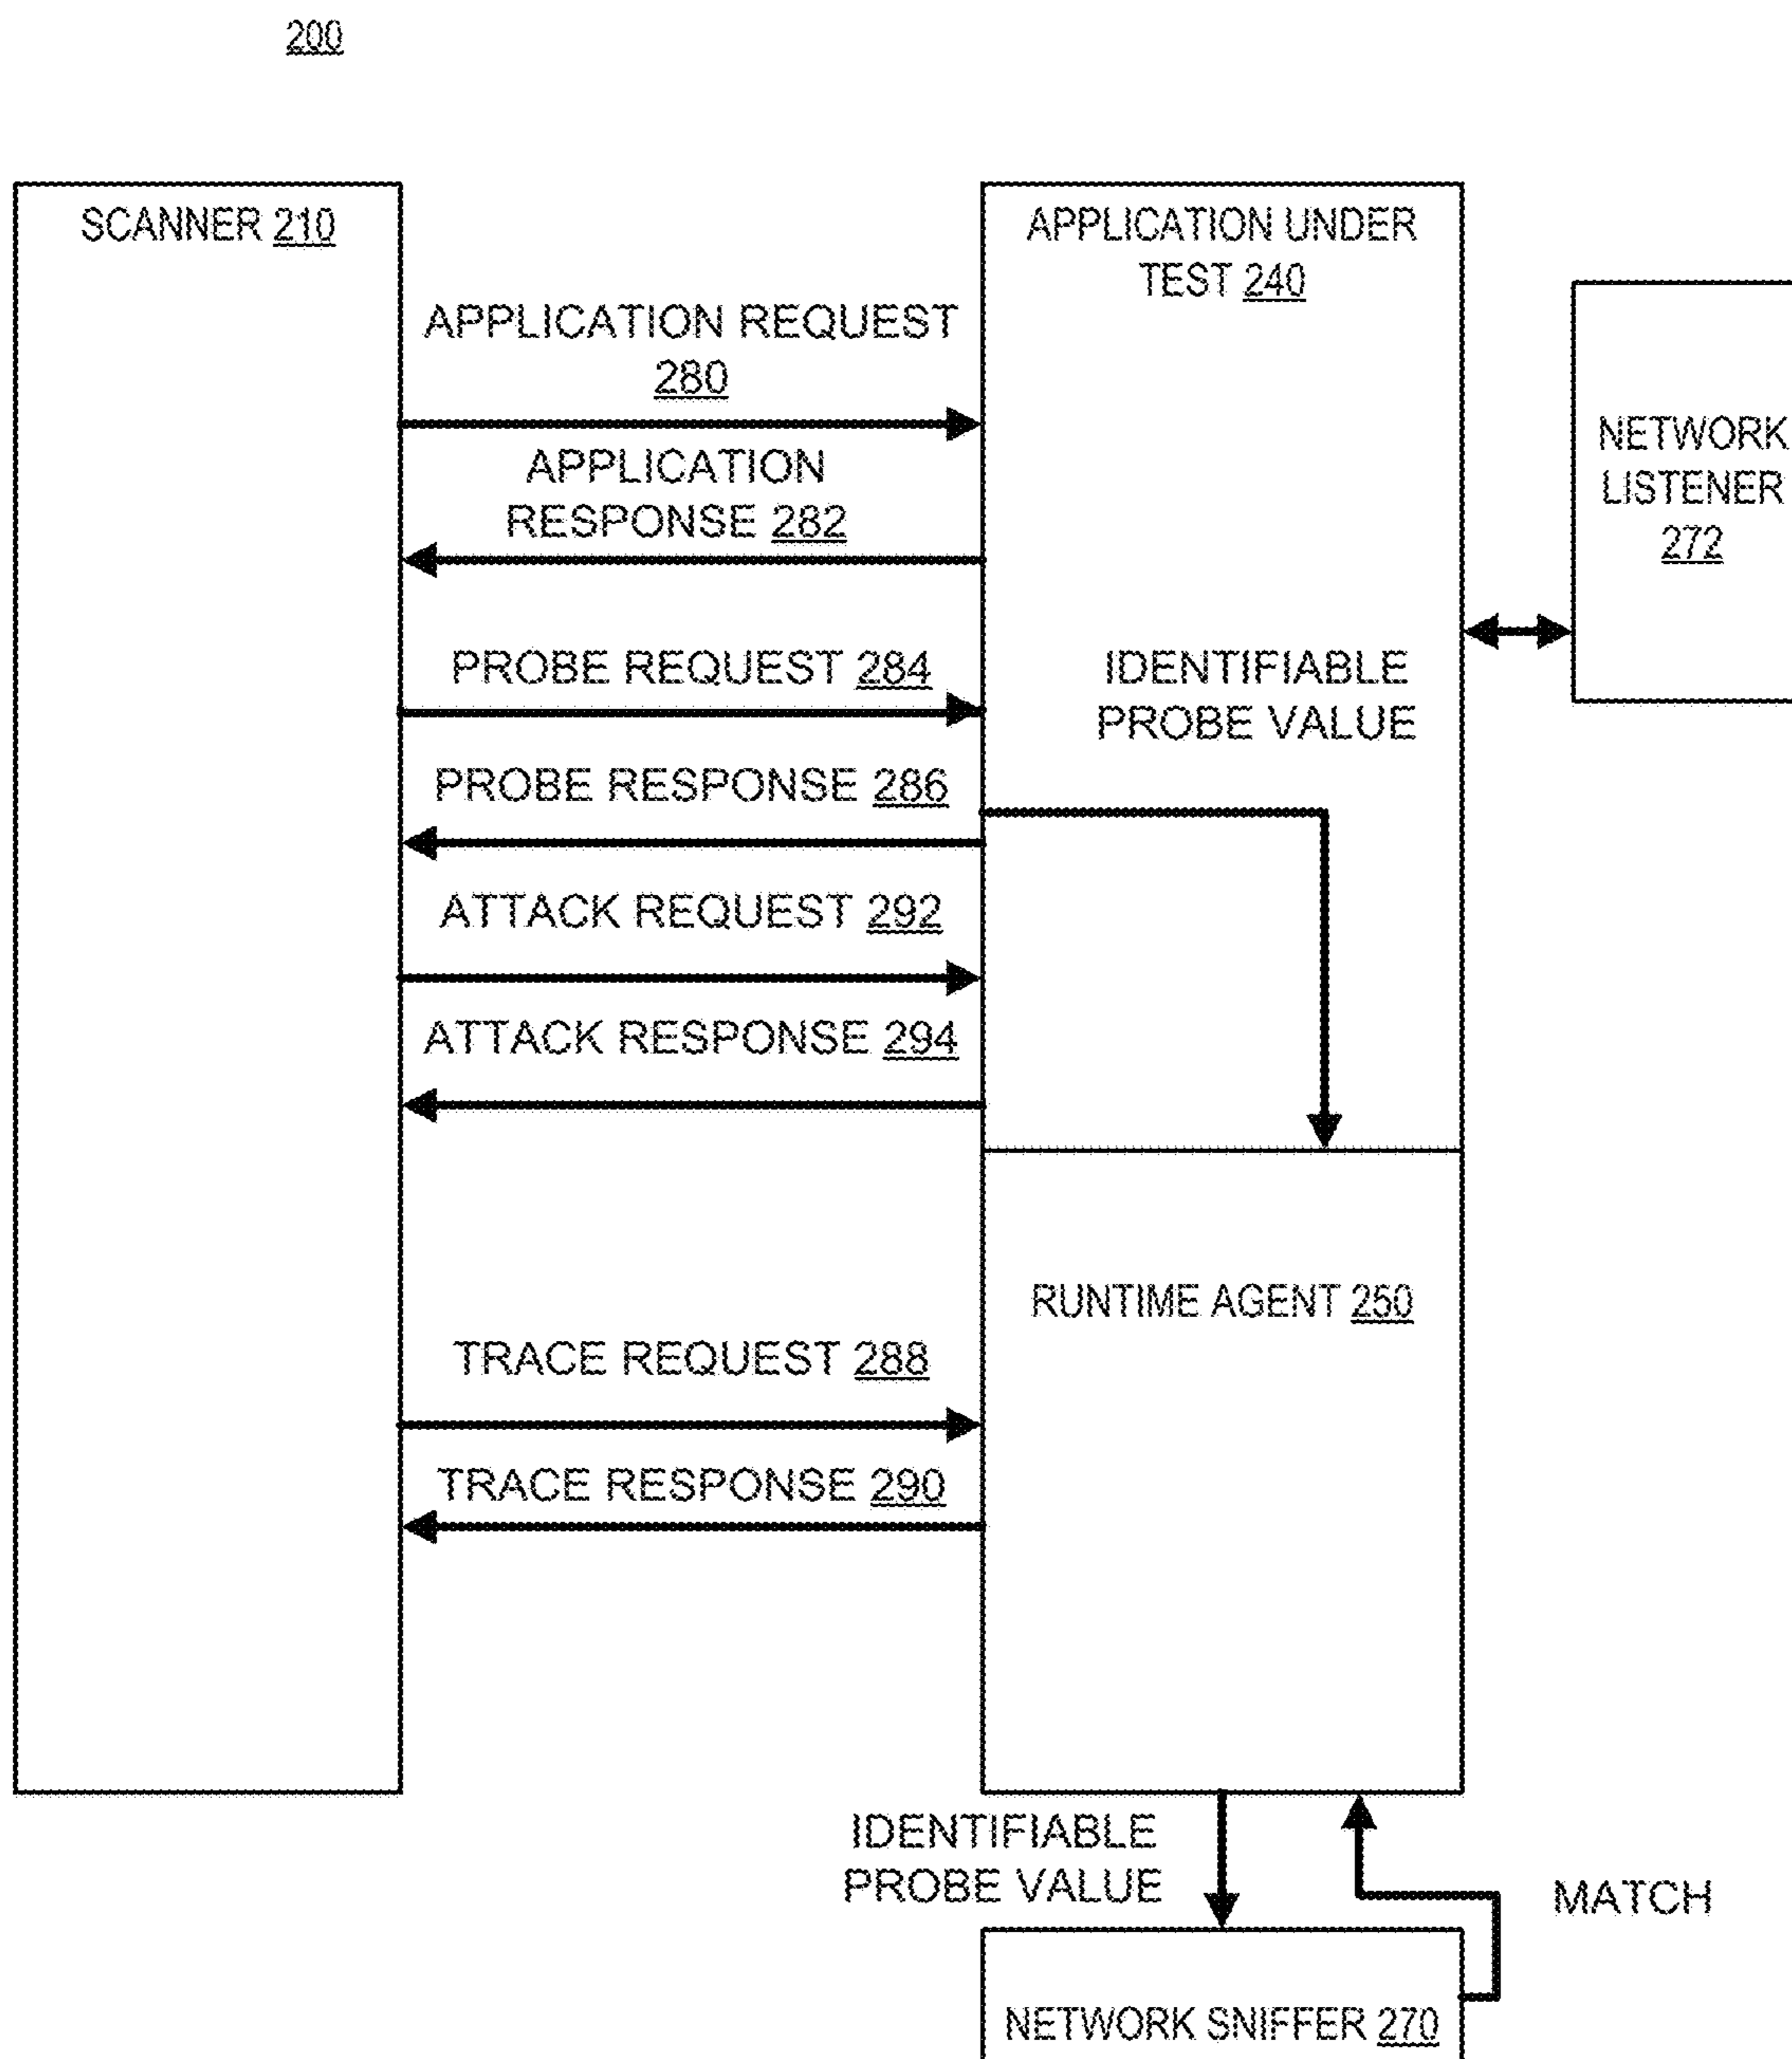 200
SCANNER 210
APPLICATION UNDER
TEST 240
APPLICATION REQUEST
280
APPLICATION
RESPONSE 282
NETWORK
LISTENER
272
PROBE REQUEST 284
IDENTIFIABLE
PROBE VALUE
PROBE RESPONSE 286
ATTACK REQUEST 292
ATTACK RESPONSE 294
RUNTIME AGENT 250
TRACE REQUEST 288
TRACE RESPONSE 290
IDENTIFIABLE
PROBE VALUE
MATCH
NETWORK SNIFFER 270